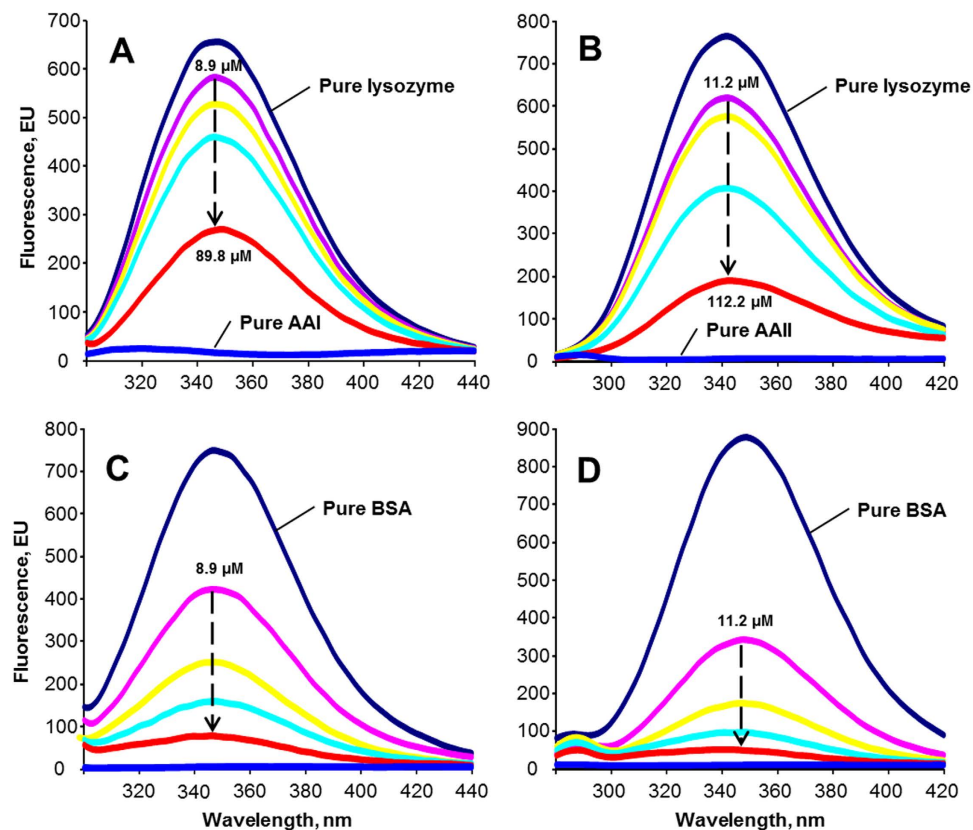 A
700
600
500
400
300
200
100
0
Fluorescence, EU
8.9 µM
Pure lysozyme
89.8 µM
Pure AAI
320 340 360 380 400 420 440
B
800
700
600
500
400
300
200
100
0
11.2 µM
Pure lysozyme
112.2 µM
Pure AAII
280 300 320 340 360 380 400 420
C
800
700
600
500
400
300
200
100
0
Fluorescence, EU
Pure BSA
8.9 µM
320 340 360 380 400 420 440
Wavelength, nm
D
900
800
700
600
500
400
300
200
100
0
Pure BSA
11.2 µM
280 300 320 340 360 380 400 420
Wavelength, nm